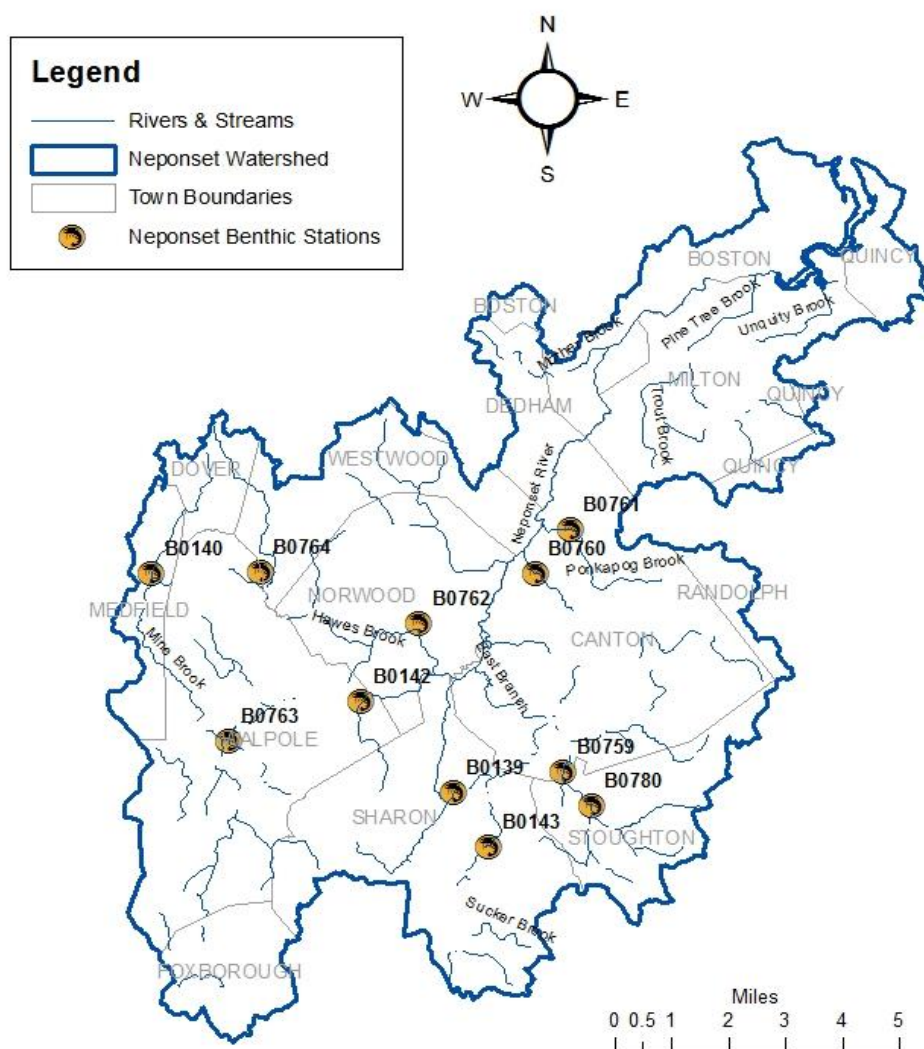 N
W E
S
Legend
Rivers & Streams
Neponset Watershed
Town Boundaries
Neponset Benthic Stations
BOSTON
QUINCY
BOSTON
Mother Brook
Pine Tree Brook
Unquity Brook
MILTON
QUINCY
DEDHAM
Trout Brook
QUINCY
WESTWOOD
DOVER
Neponset River
B0761
B0760
B0140
B0764
Ponkapog Brook
RANDOLPH
MEDFIELD
NORWOOD
B0762
Hawes Brook
CANTON
Mine Brook
East Branch
B0142
B0763
WALPOLE
B0759
B0139
B0780
SHARON
B0143
STOUGHTON
Sucker Brook
FOXBOROUGH
Miles
0 0.5 1 2 3 4 5